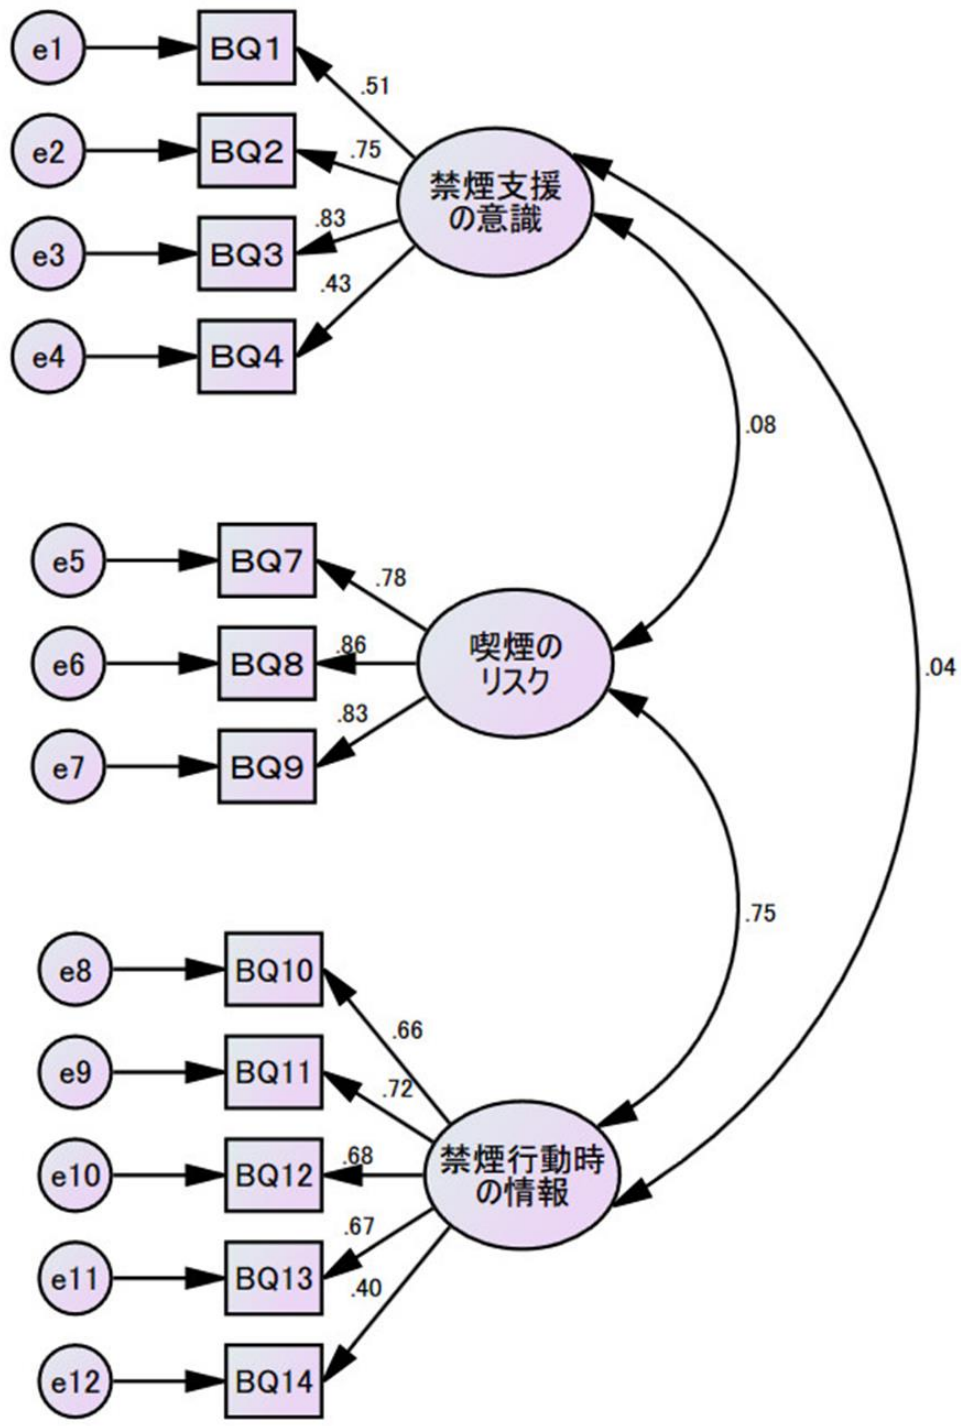 e1
BQ1
.51
e2
BQ2
.75
禁煙支援
の意識
e3
BQ3
.83
.43
e4
BQ4
.08
e5
BQ7
.78
e6
BQ8
.86
喫煙の
リスク
.04
e7
BQ9
.83
.75
e8
BQ10
.66
e9
BQ11
.72
e10
BQ12
.68
禁煙行動時
の情報
.67
e11
BQ13
.40
e12
BQ14